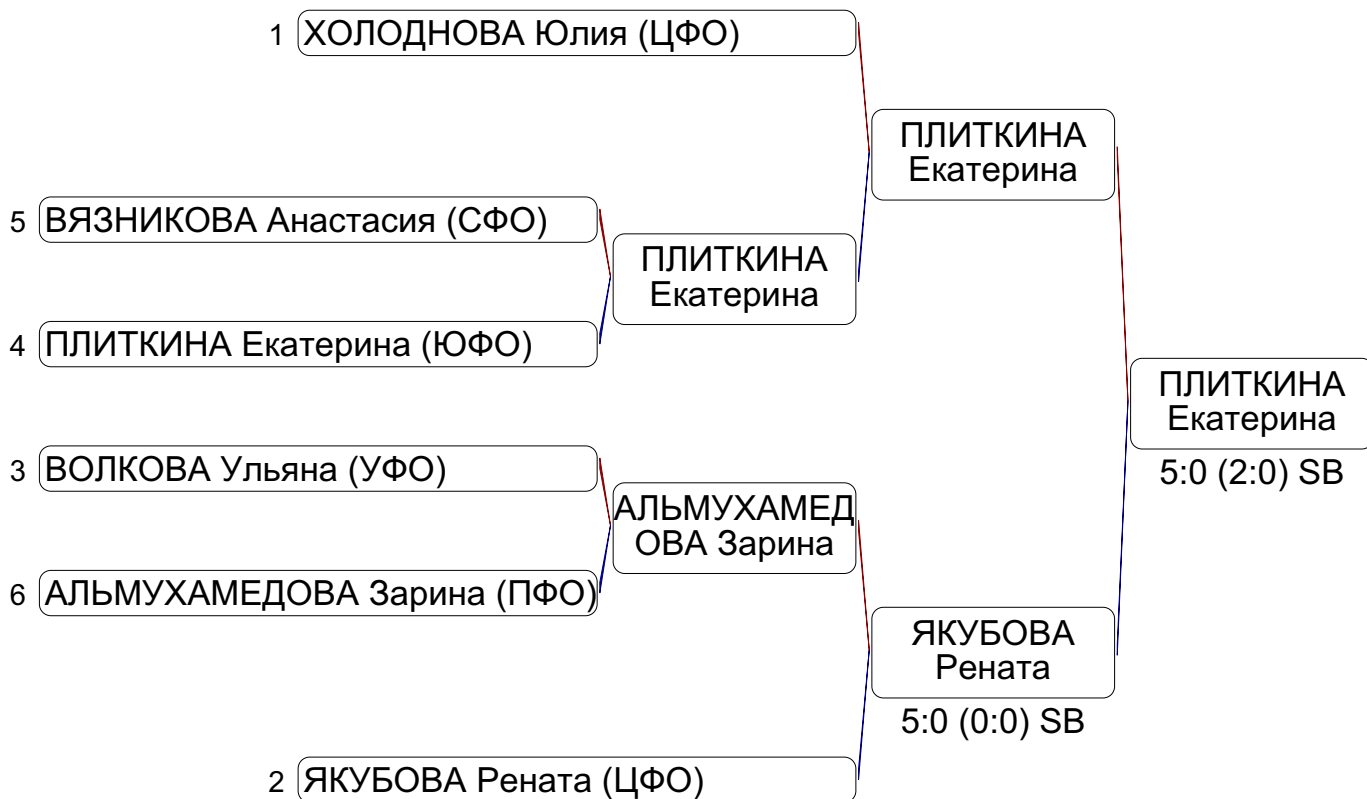 1 ХОЛОДНОВА Юлия (ЦФО)
ПЛИТКИНА
Екатерина
5 ВЯЗНИКОВА Анастасия (СФО)
ПЛИТКИНА
Екатерина
4 ПЛИТКИНА Екатерина (ЮФО)
ПЛИТКИНА
Екатерина
5:0 (2:0) SB
3 ВОЛКОВА Ульяна (УФО)
АЛЬМУХАМЕД
ОВА Зарина
6 АЛЬМУХАМЕДОВА Зарина (ПФО)
ЯКУБОВА
Рената
5:0 (0:0) SB
2 ЯКУБОВА Рената (ЦФО)